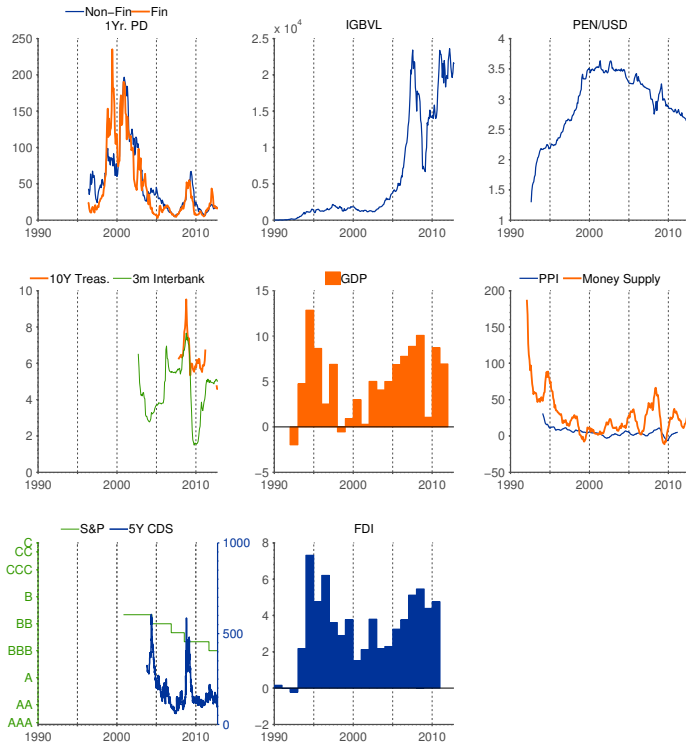 Non-Fin Fin
1Yr. PD
250
200
150
100
50
0
1990 2000 2010
IGBVL
2.5 x 10^4
2
1.5
1
0.5
0
1990 2000 2010
PEN/USD
4
3.5
3
2.5
2
1.5
1
1990 2000 2010
10Y Treas. 3m Interbank
10
8
6
4
2
0
1990 2000 2010
GDP
15
10
5
0
−5
1990 2000 2010
PPI Money Supply
200
150
100
50
0
−50
1990 2000 2010
S&P 5Y CDS
C
CC
CCC
B
BB
BBB
A
AA
AAA
1000
500
0
1990 2000 2010
FDI
8
6
4
2
0
−2
1990 2000 2010